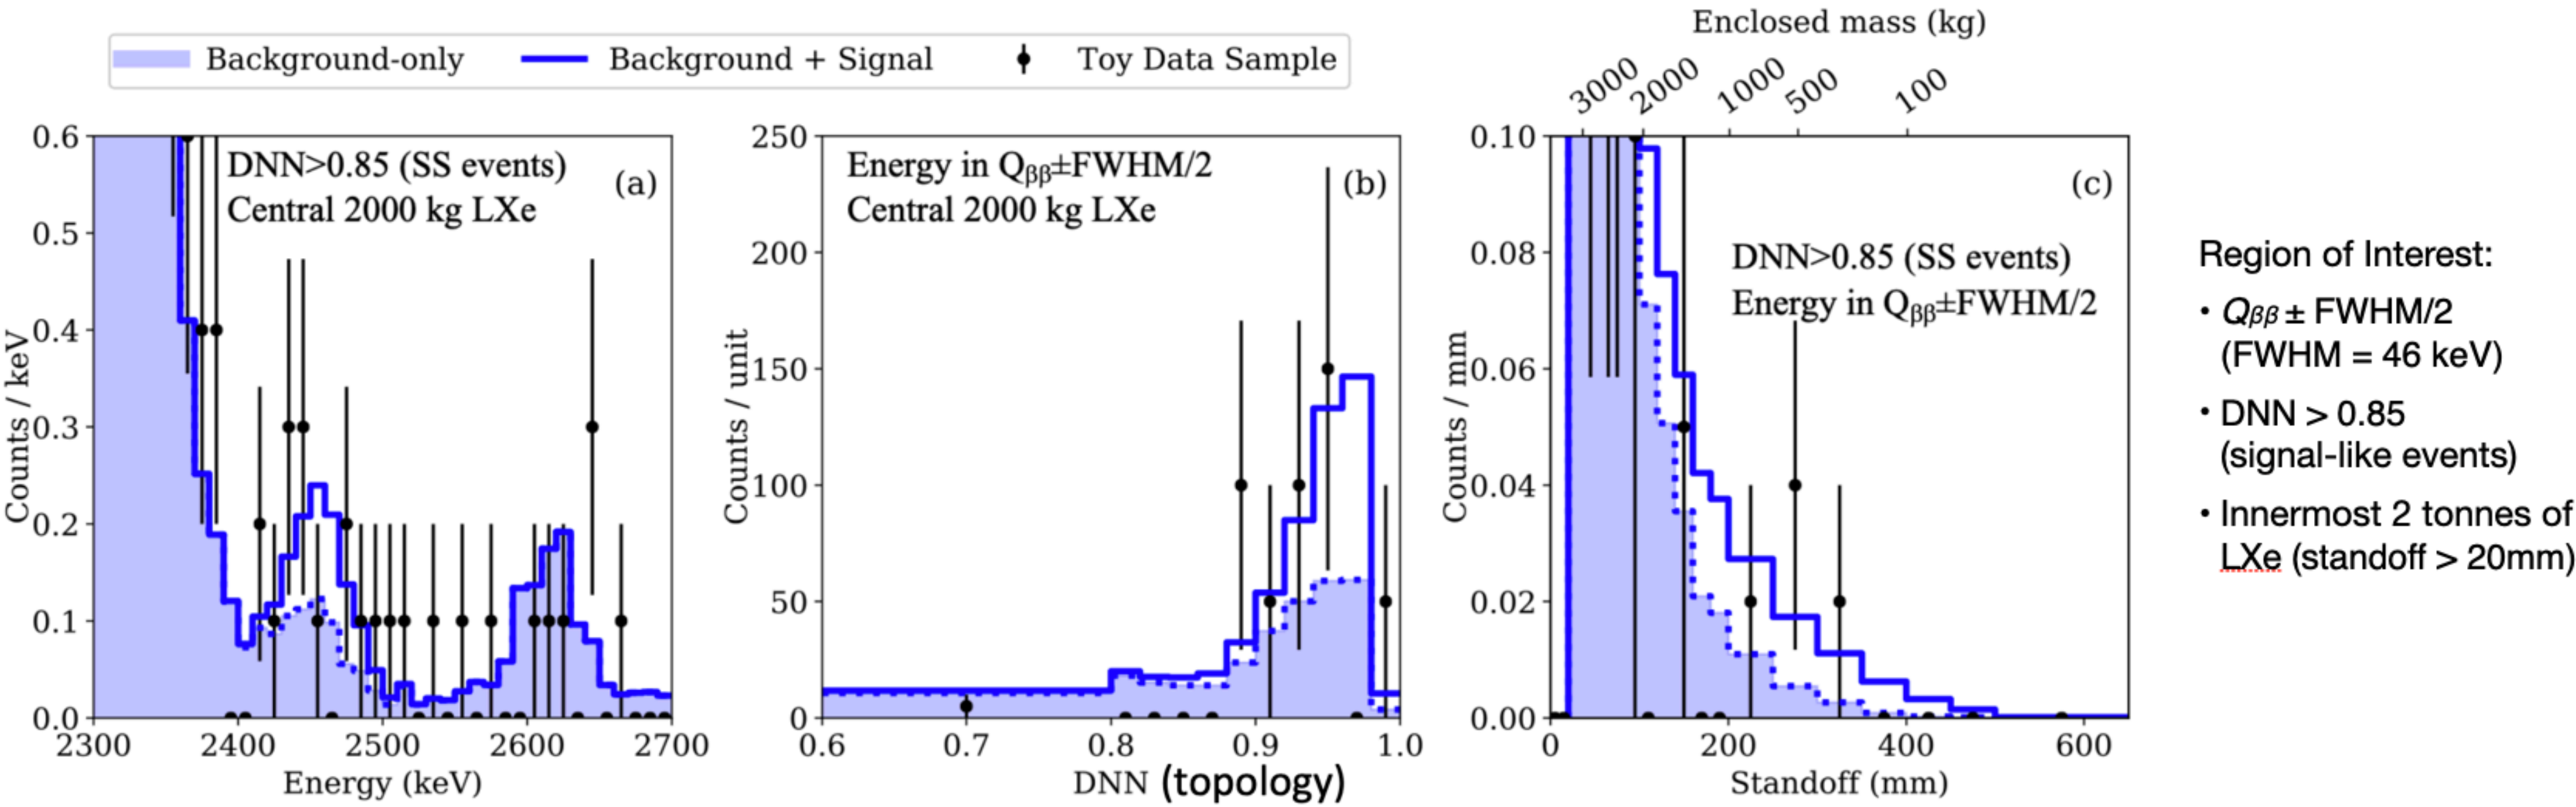 Background-only
Background + Signal
Toy Data Sample
0.6
0.5
0.4
0.3
0.2
0.1
0.0
Counts / keV
DNN>0.85 (SS events)
Central 2000 kg LXe
(a)
2300 2400 2500 2600 2700
Energy (keV)
250
200
150
100
50
0
Counts / unit
Energy in Qββ±FWHM/2
Central 2000 kg LXe
(b)
0.6 0.7 0.8 0.9 1.0
DNN (topology)
Enclosed mass (kg)
3000 2000 1000 500 100
0.10
0.08
0.06
0.04
0.02
0.00
Counts / mm
(c)
DNN>0.85 (SS events)
Energy in Qββ±FWHM/2
0 200 400 600
Standoff (mm)
Region of Interest:
• Qββ ± FWHM/2
(FWHM = 46 keV)
• DNN > 0.85
(signal-like events)
• Innermost 2 tonnes of
LXe (standoff > 20mm)